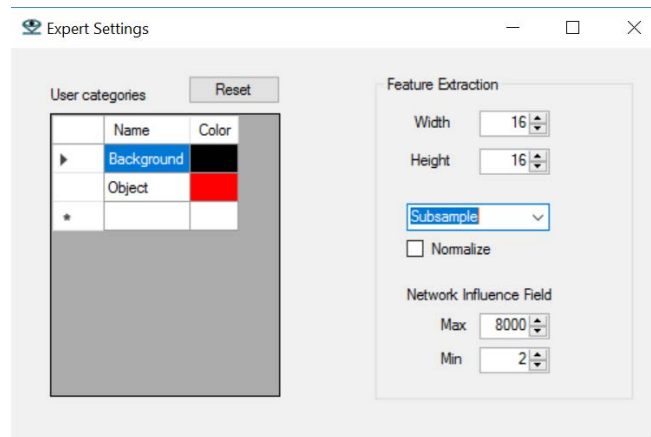 Expert Settings
User categories
Reset
Name Color
Background
Object
*
Feature Extraction
Width 16
Height 16
Subsample
Normalize
Network Influence Field
Max 8000
Min 2